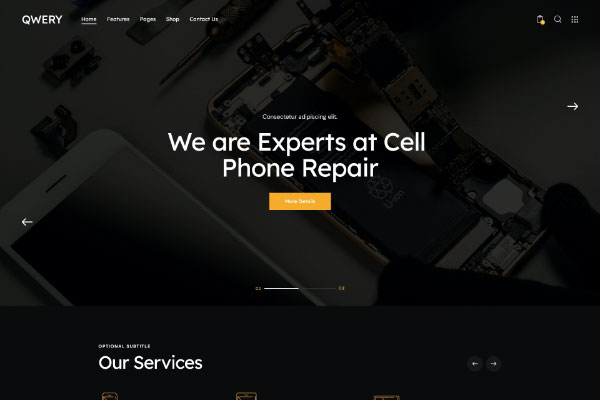 QWERY
Home Features Pages Shop Contact Us
Consectetur adipiscing elit.
We are Experts at Cell
Phone Repair
More Details
01 03
OPTIONAL SUBTITLE
Our Services